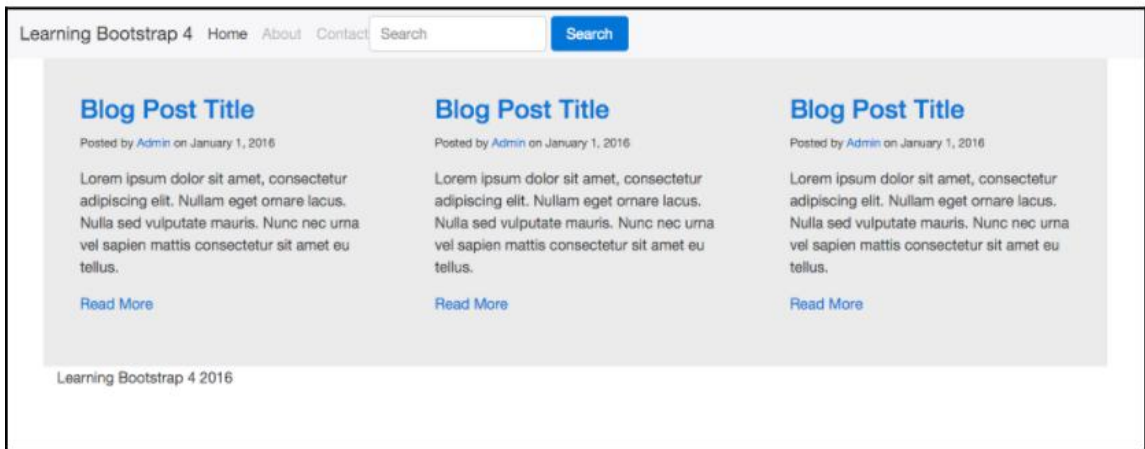 Learning Bootstrap 4 Home About Contact Search Search
Blog Post Title
Posted by Admin on January 1, 2016
Lorem ipsum dolor sit amet, consectetur
adipiscing elit. Nullam eget ornare lacus.
Nulla sed vulputate mauris. Nunc nec urna
vel sapien mattis consectetur sit amet eu
tellus.
Read More
Blog Post Title
Posted by Admin on January 1, 2016
Lorem ipsum dolor sit amet, consectetur
adipiscing elit. Nullam eget ornare lacus.
Nulla sed vulputate mauris. Nunc nec urna
vel sapien mattis consectetur sit amet eu
tellus.
Read More
Blog Post Title
Posted by Admin on January 1, 2016
Lorem ipsum dolor sit amet, consectetur
adipiscing elit. Nullam eget ornare lacus.
Nulla sed vulputate mauris. Nunc nec urna
vel sapien mattis consectetur sit amet eu
tellus.
Read More
Learning Bootstrap 4 2016